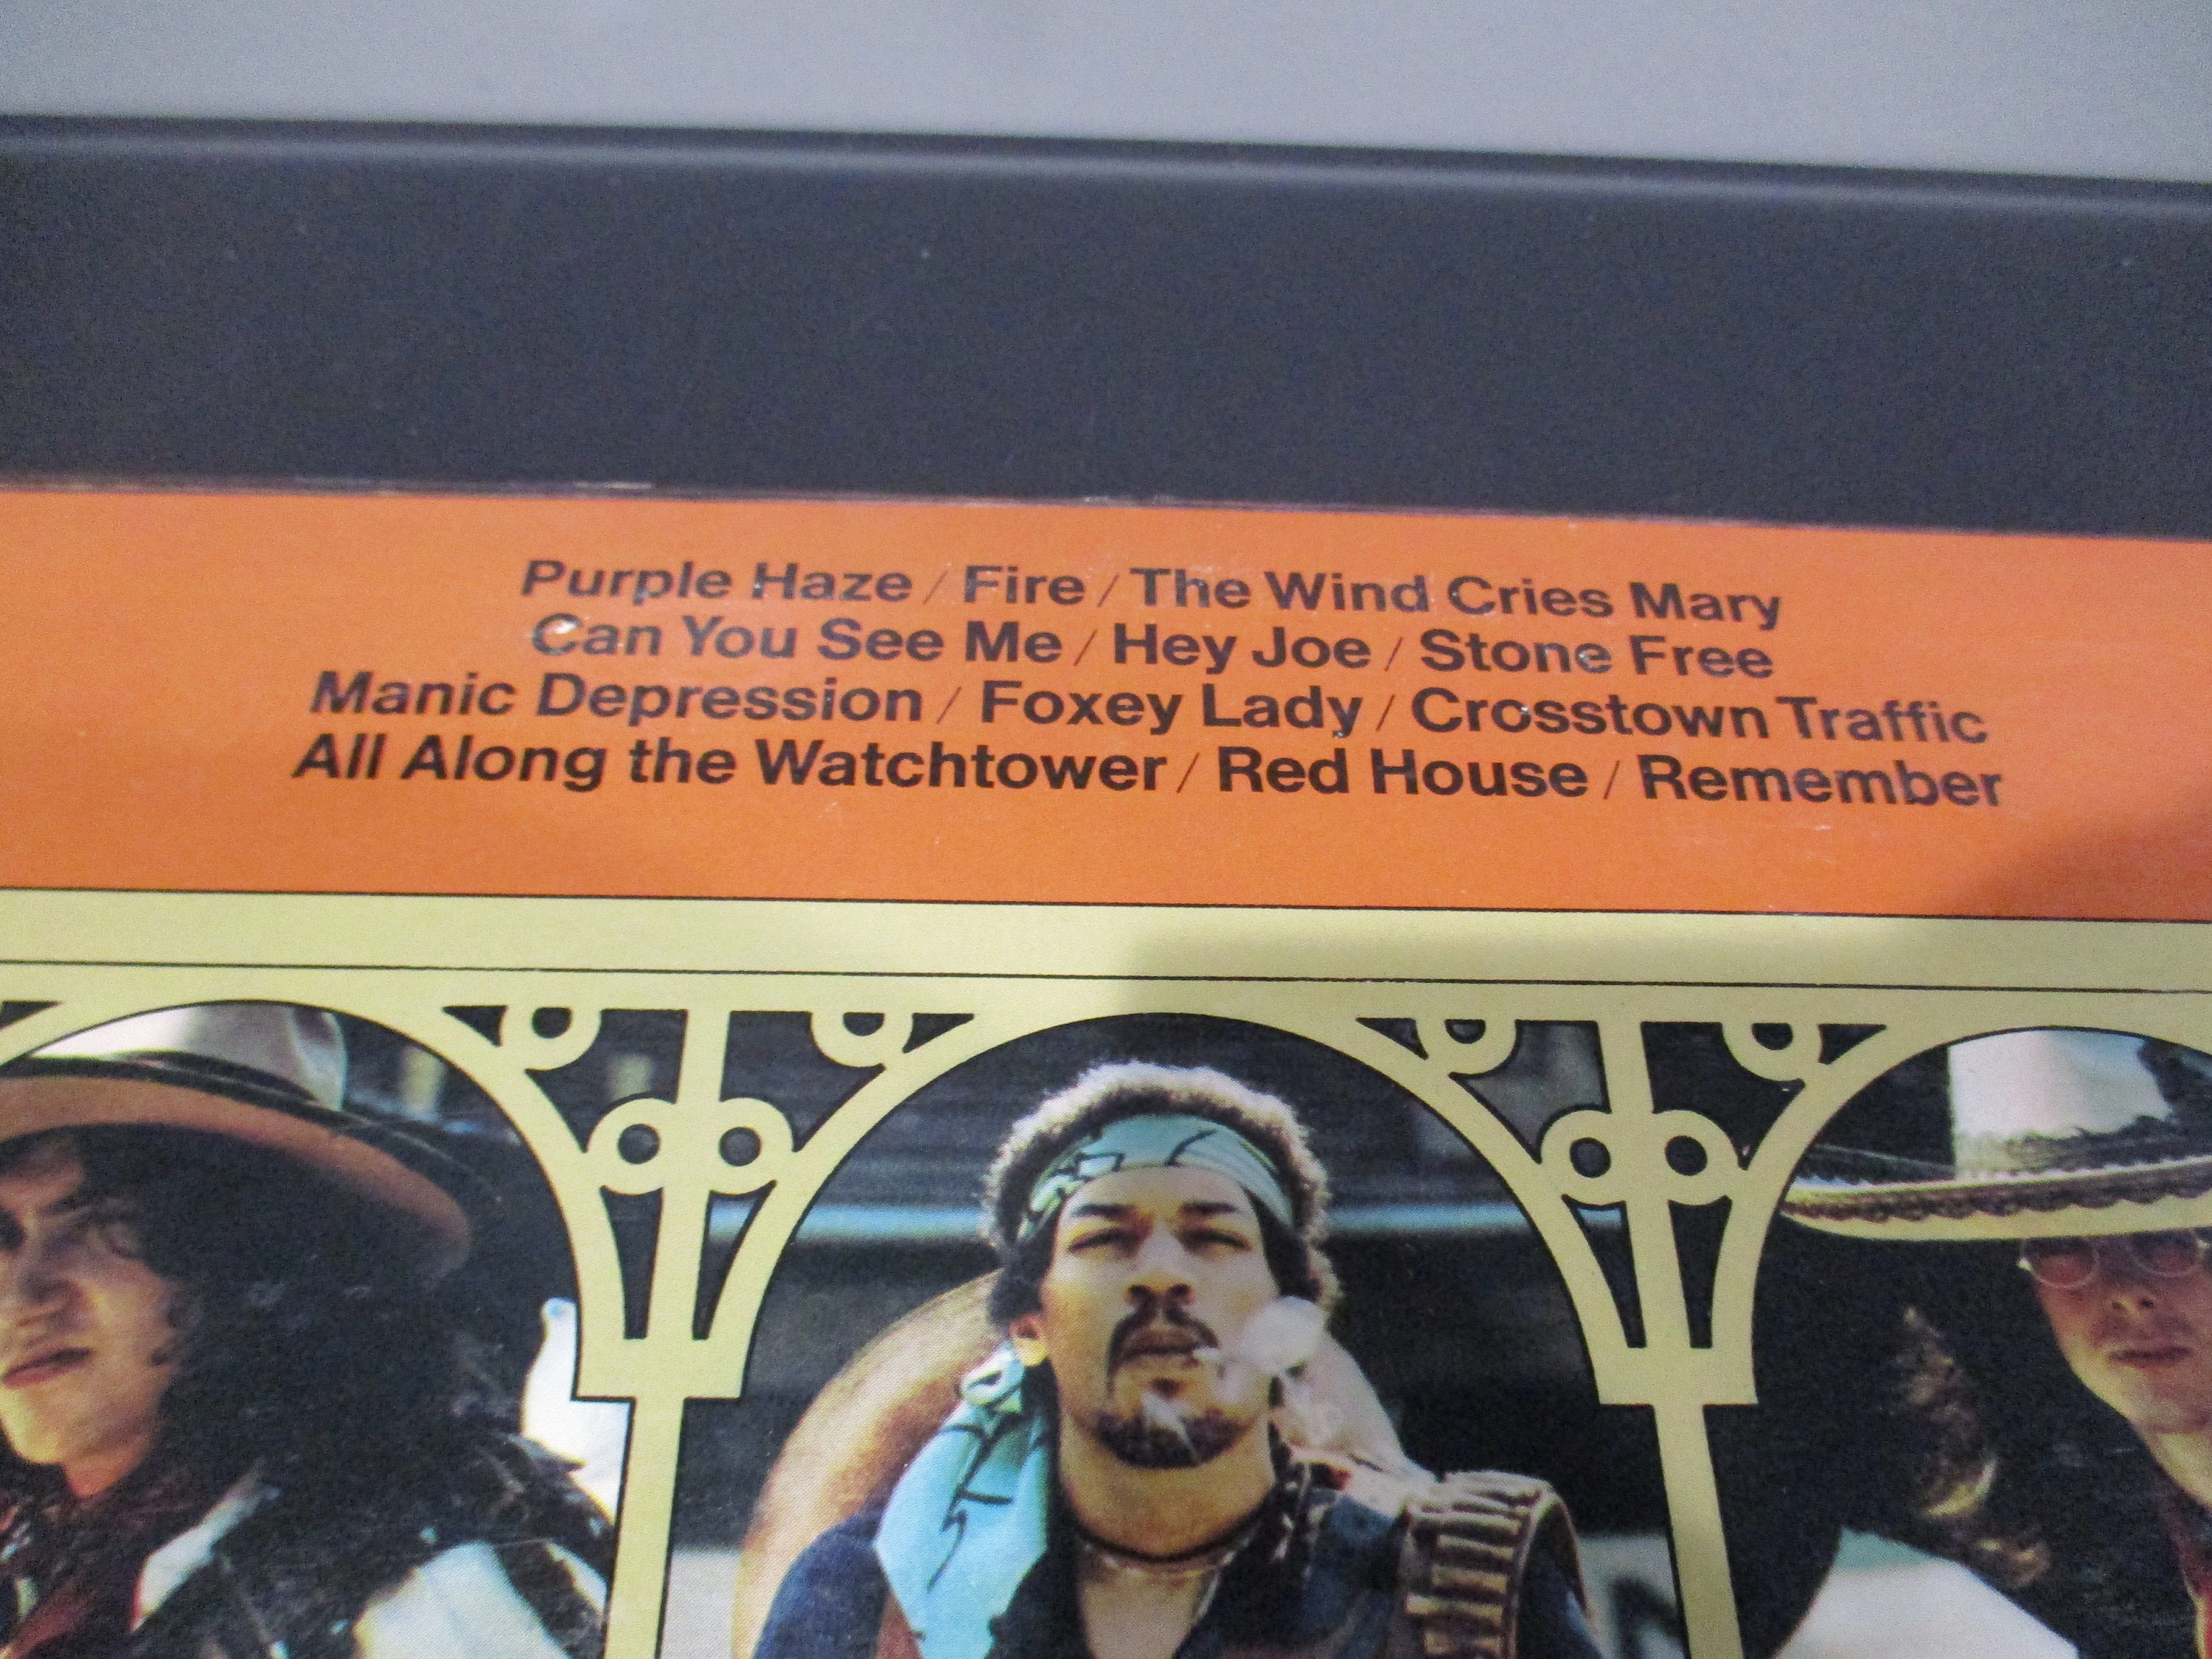 Purple Haze / Fire / The Wind Cries Mary
Can You See Me / Hey Joe / Stone Free
Manic Depression / Foxey Lady / Crosstown Traffic
All Along the Watchtower / Red House / Remember